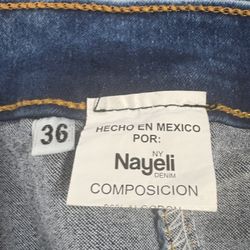 36
HECHO EN MEXICO
POR:
NY
Nayeli
DENIM
COMPOSICION